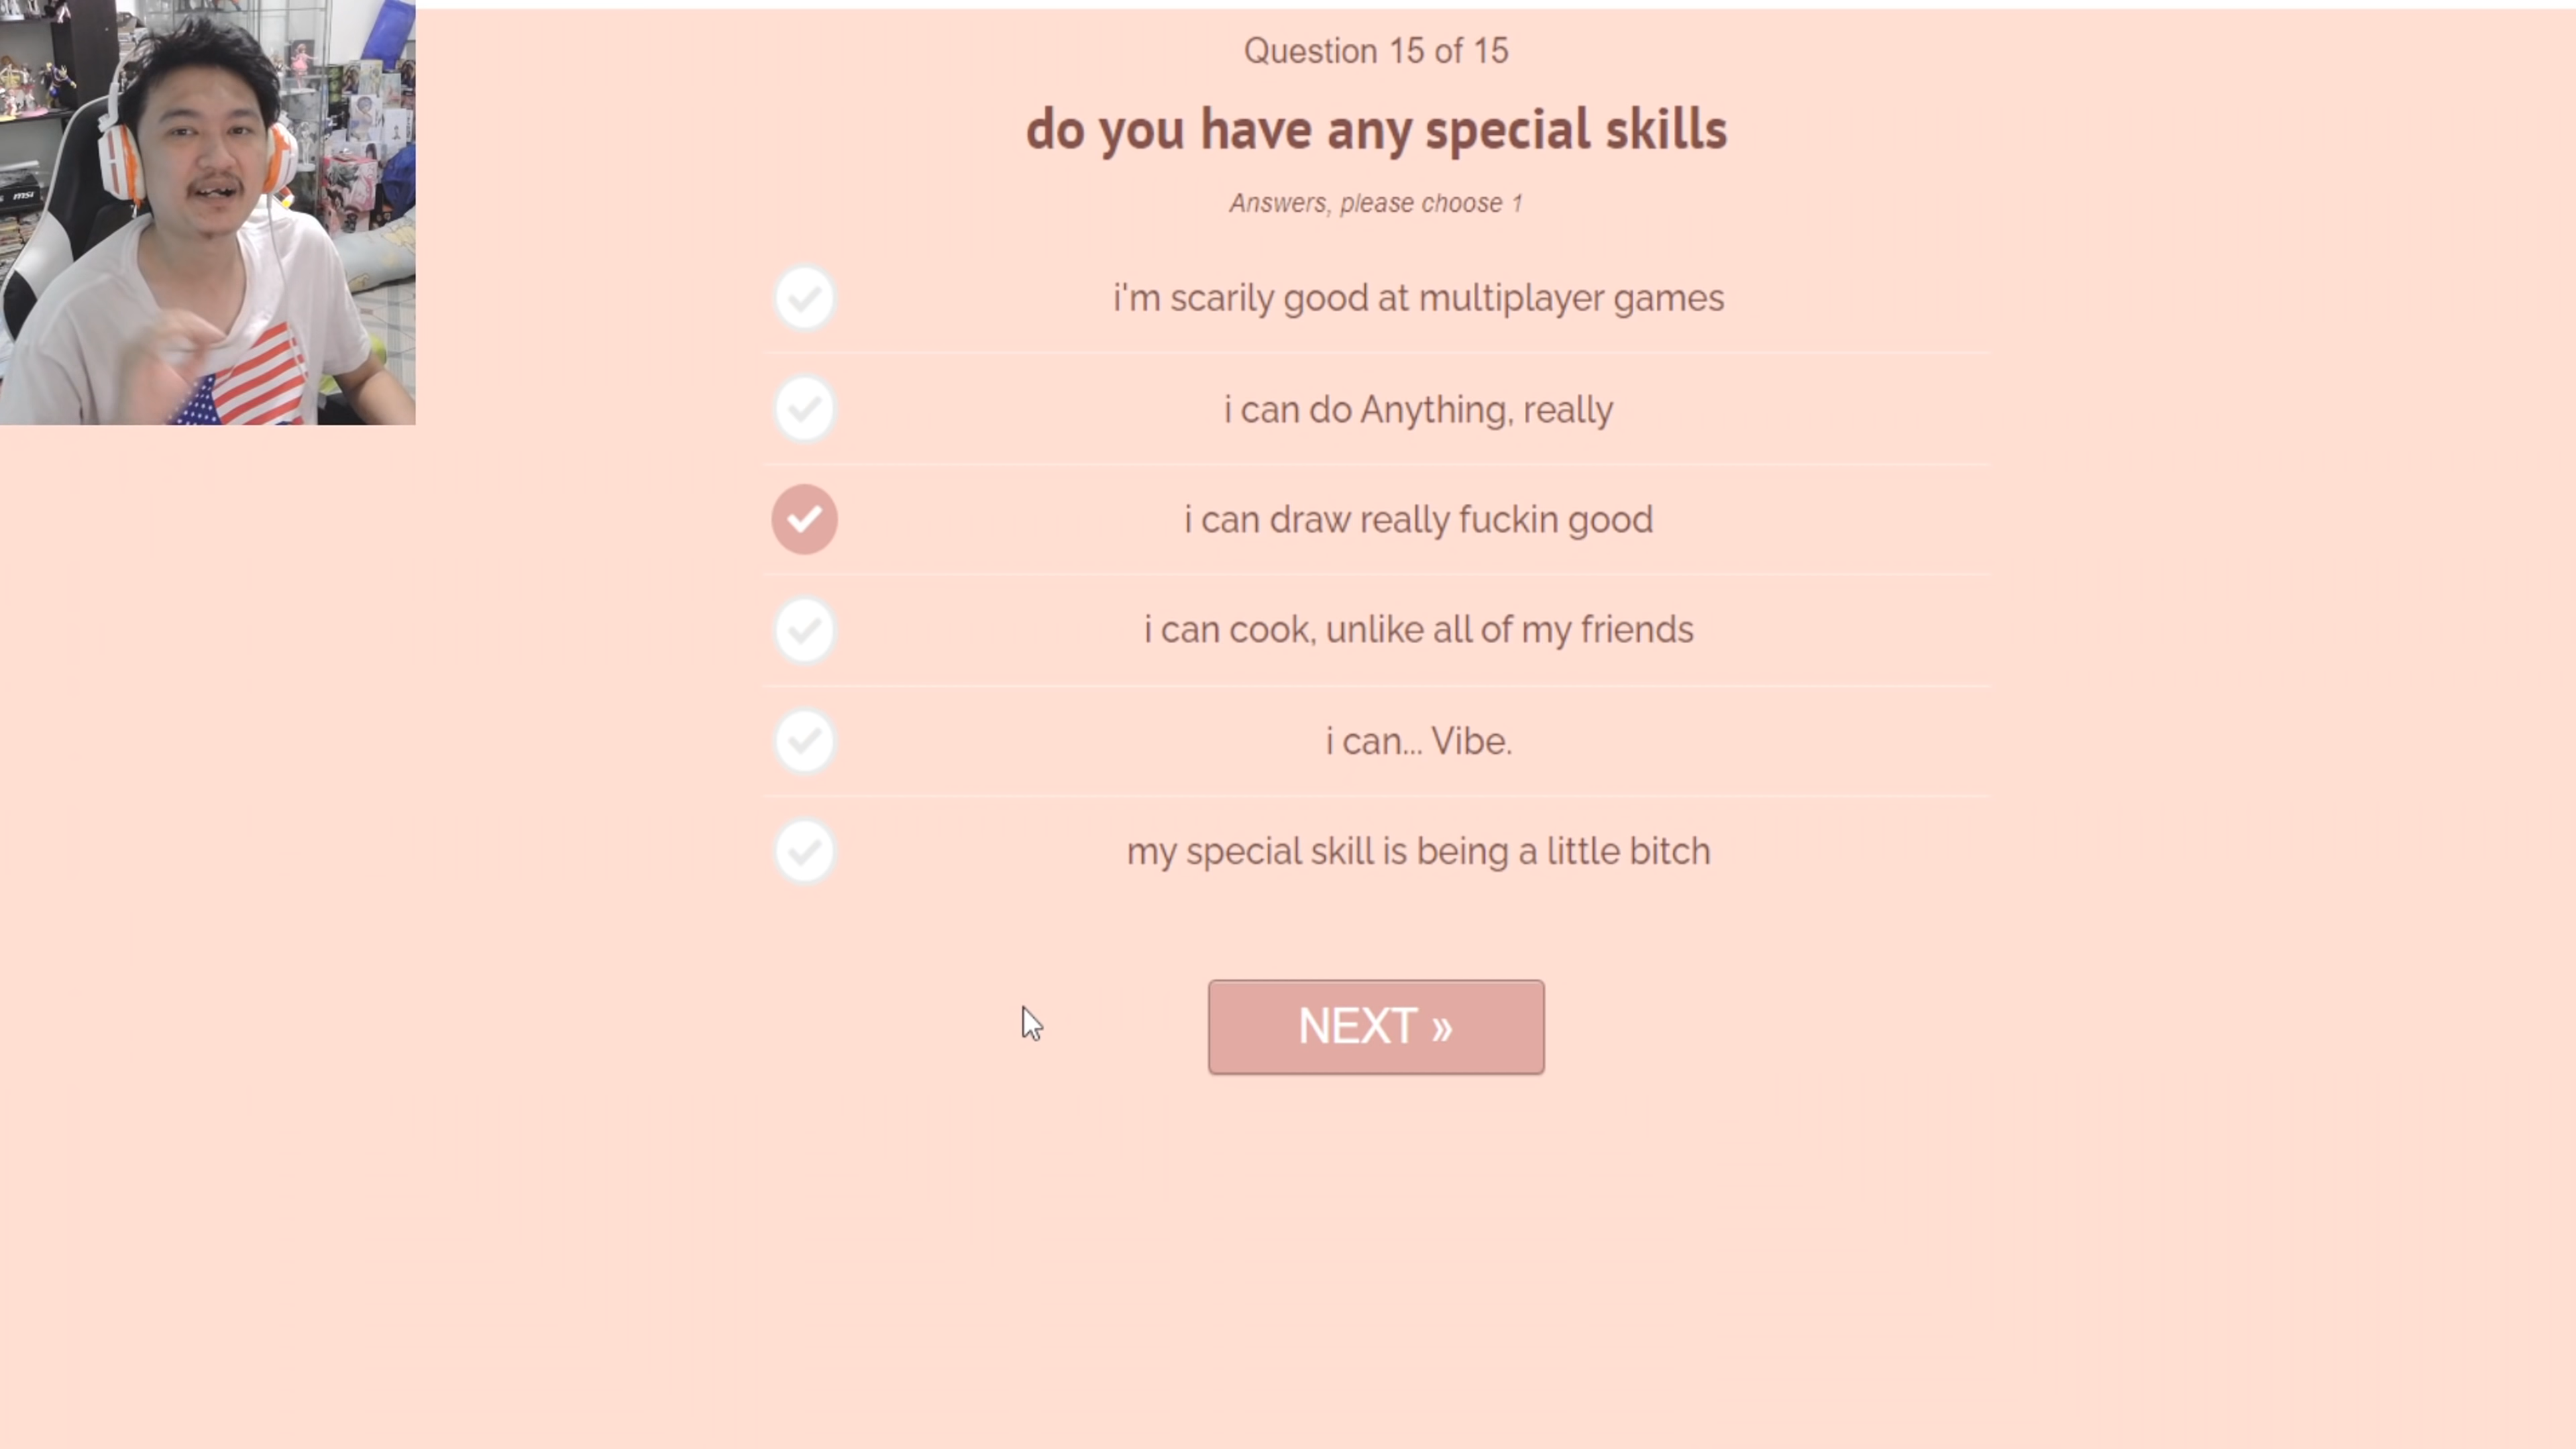 msi
Question 15 of 15
do you have any special skills
Answers, please choose 1
i'm scarily good at multiplayer games
i can do Anything, really
i can draw really fuckin good
i can cook, unlike all of my friends
i can... Vibe.
my special skill is being a little bitch
NEXT »